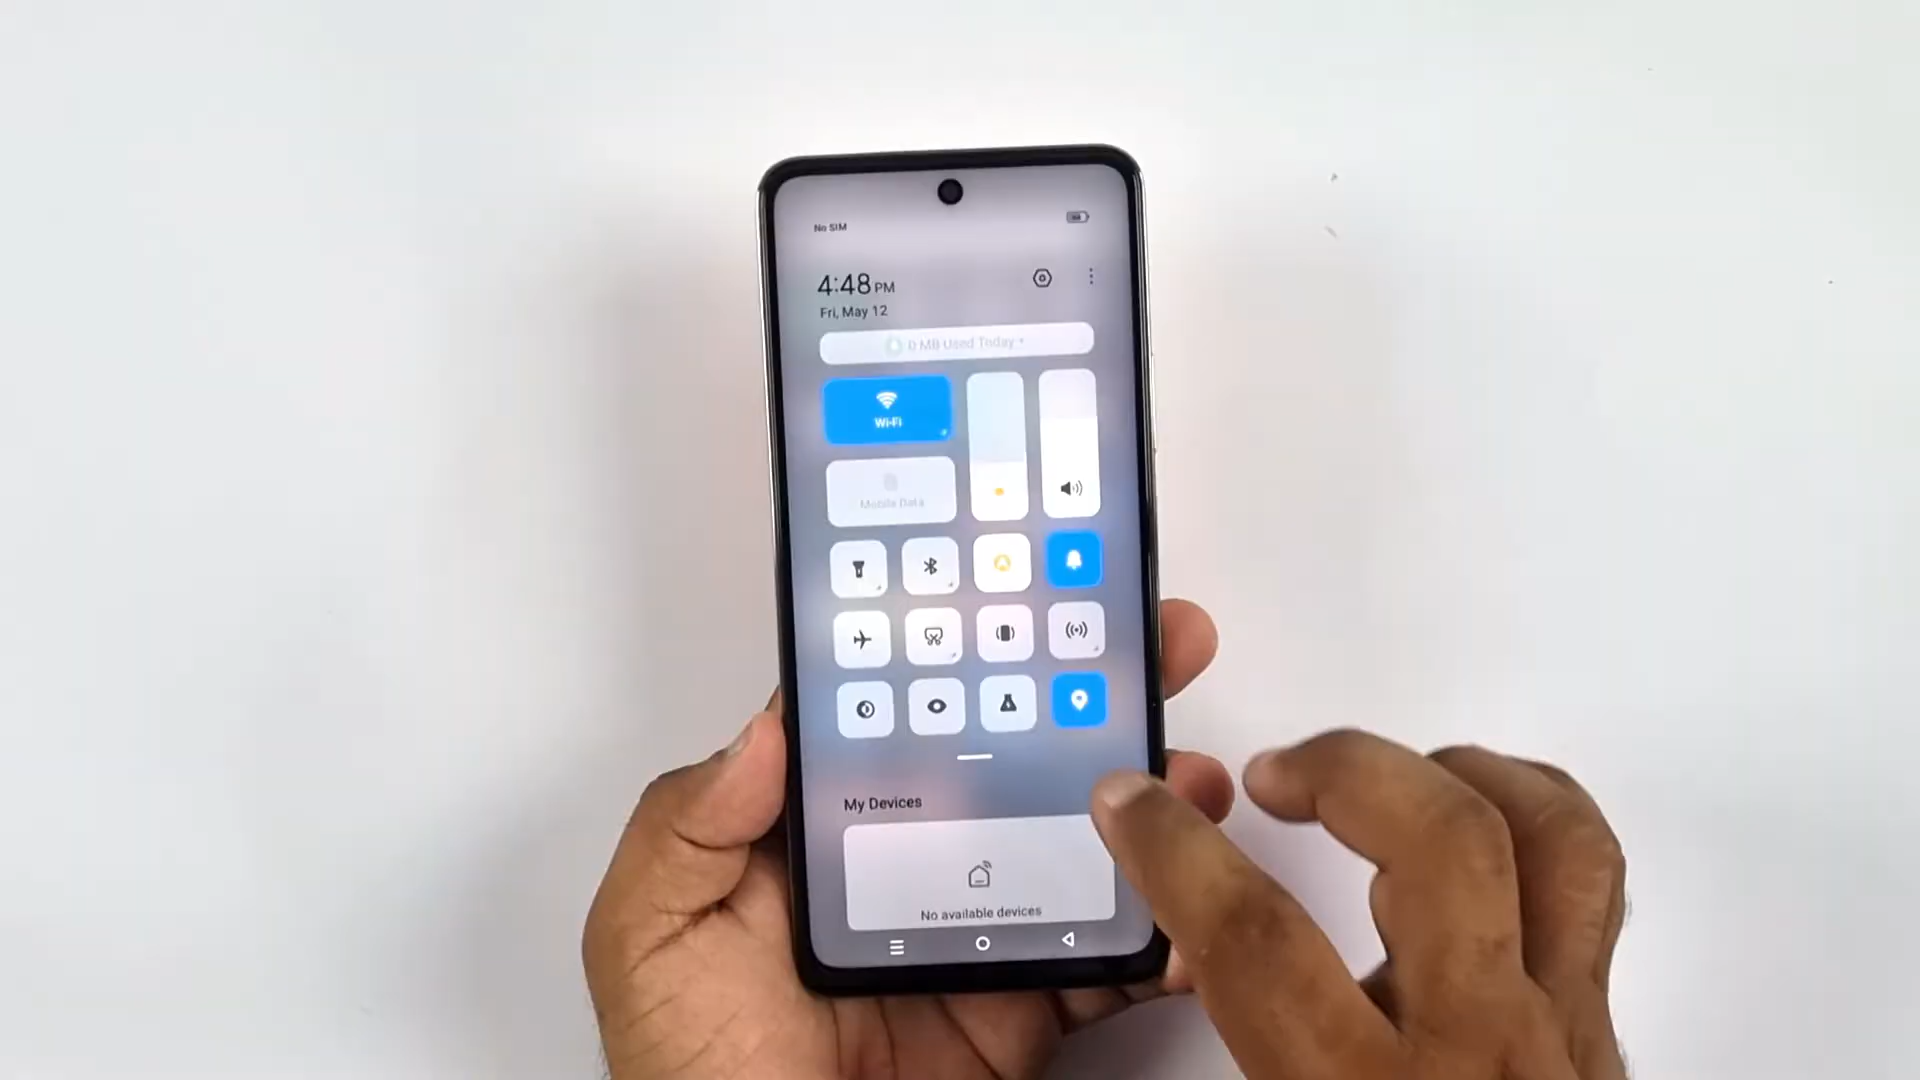 No SIM
4:48 PM
Fri, May 12
0 MB Used Today
Wi-Fi
Mobile Data
My Devices
No available devices